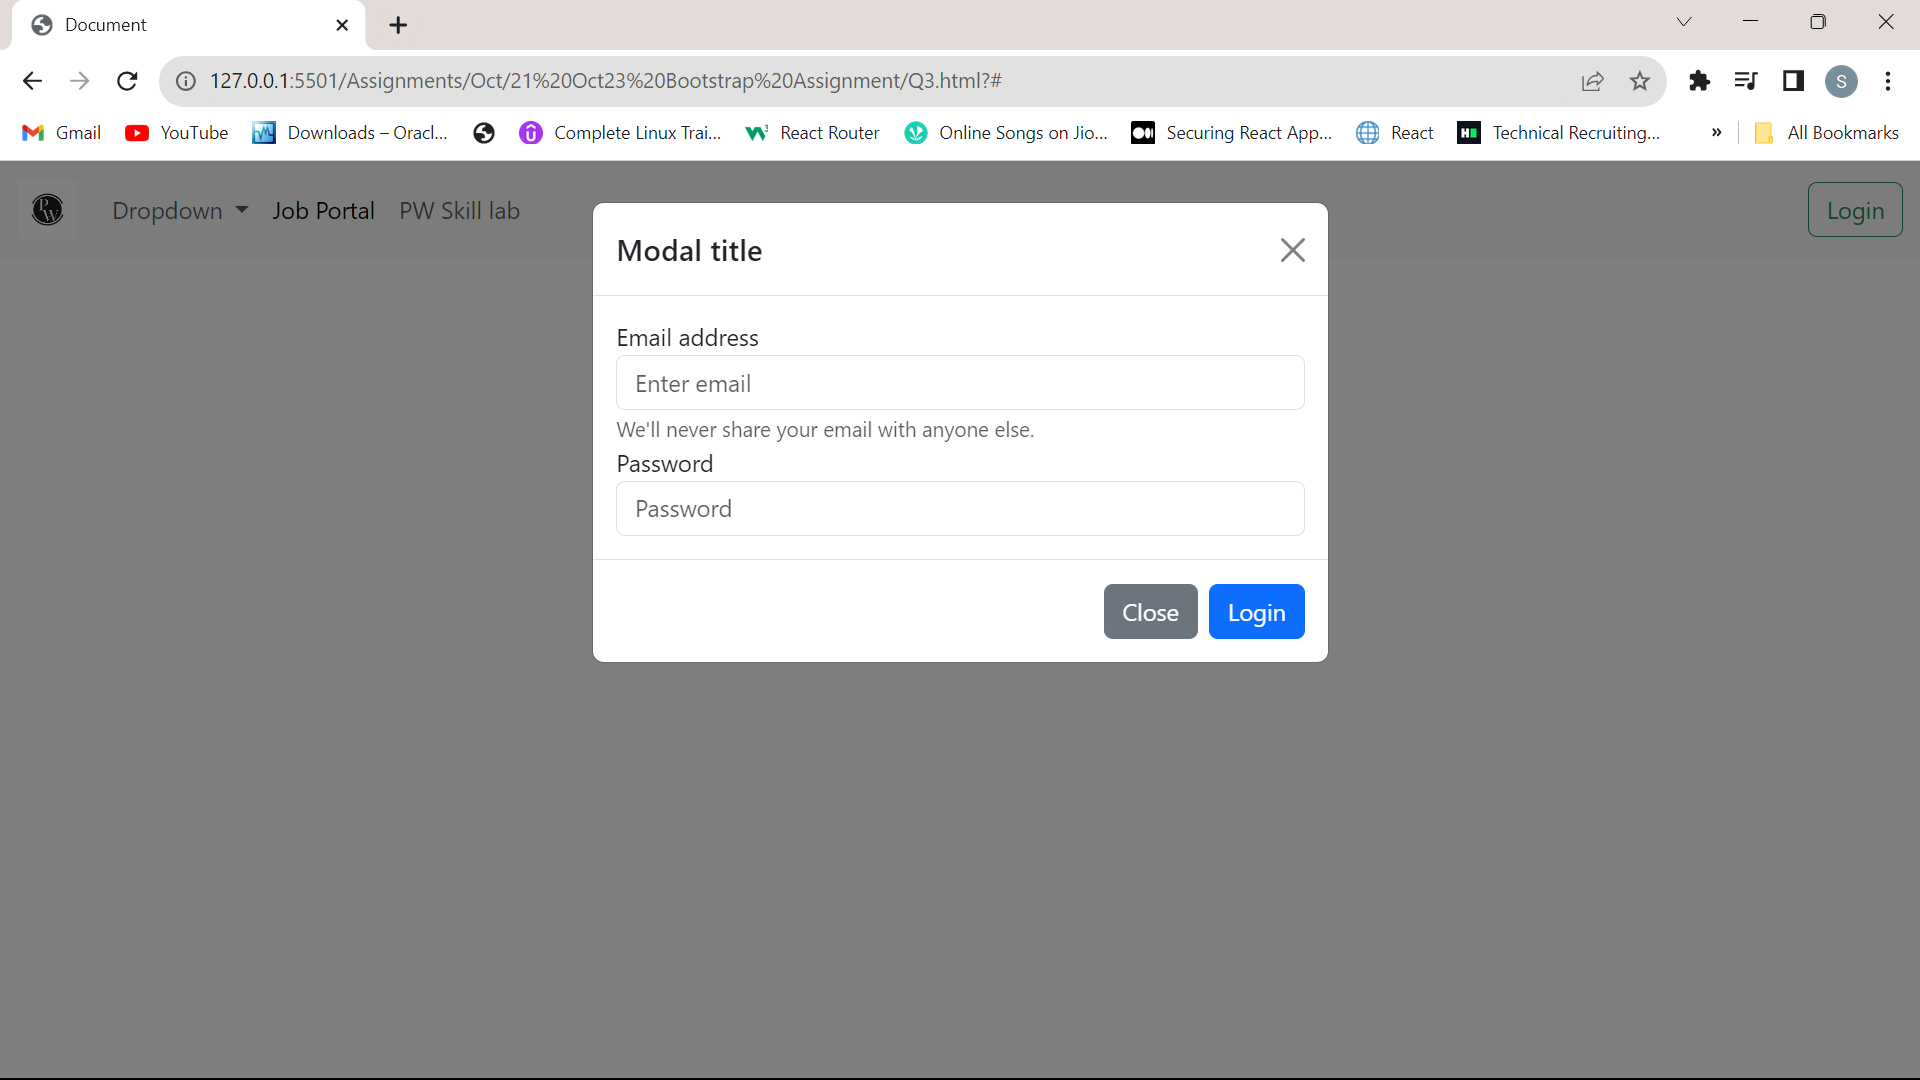 Document
127.0.0.1:5501/Assignments/Oct/21%20Oct23%20Bootstrap%20Assignment/Q3.html?#
S
Gmail YouTube Downloads – Oracl... Complete Linux Trai... React Router Online Songs on Jio... Securing React App... React Technical Recruiting... » All Bookmarks
PW Dropdown Job Portal PW Skill lab Login
Modal title
Email address
Enter email
We'll never share your email with anyone else.
Password
Password
Close Login